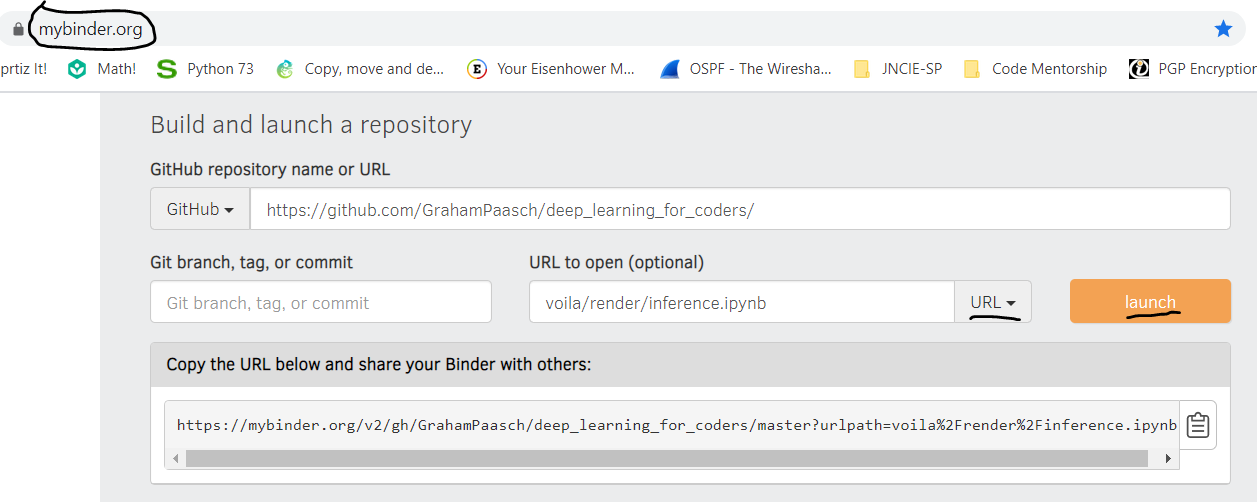 mybinder.org
prtiz It! Math! Python 73 Copy, move and de... Your Eisenhower M... OSPF - The Wiresha... JNCIE-SP Code Mentorship PGP Encryption
Build and launch a repository
GitHub repository name or URL
GitHub https://github.com/GrahamPaasch/deep_learning_for_coders/
Git branch, tag, or commit URL to open (optional)
Git branch, tag, or commit voila/render/inference.ipynb URL launch
Copy the URL below and share your Binder with others:
https://mybinder.org/v2/gh/GrahamPaasch/deep_learning_for_coders/master?urlpath=voila%2Frender%2Finference.ipynb